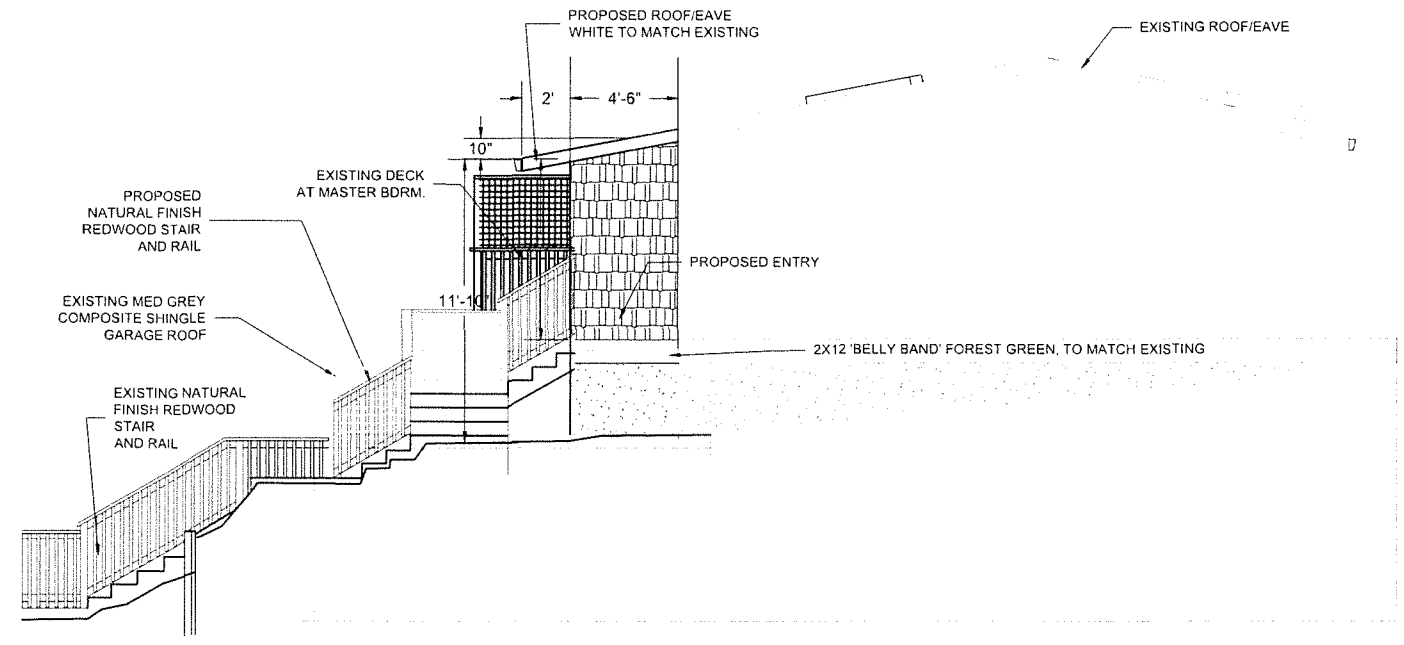 PROPOSED ROOF/EAVE
WHITE TO MATCH EXISTING
EXISTING ROOF/EAVE
2'
4'-6"
10"
EXISTING DECK
AT MASTER BDRM.
PROPOSED
NATURAL FINISH
REDWOOD STAIR
AND RAIL
PROPOSED ENTRY
EXISTING MED GREY
COMPOSITE SHINGLE
GARAGE ROOF
11'-10"
2X12 'BELLY BAND' FOREST GREEN, TO MATCH EXISTING
EXISTING NATURAL
FINISH REDWOOD
STAIR
AND RAIL